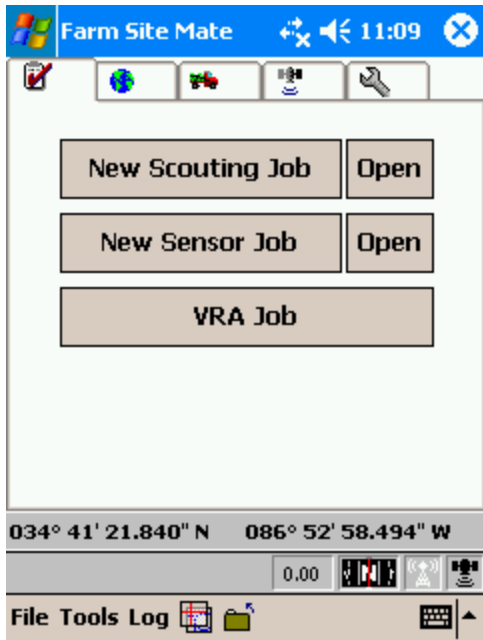 Farm Site Mate 11:09
New Scouting Job Open
New Sensor Job Open
VRA Job
034° 41' 21.840" N 086° 52' 58.494" W
0.00
File Tools Log